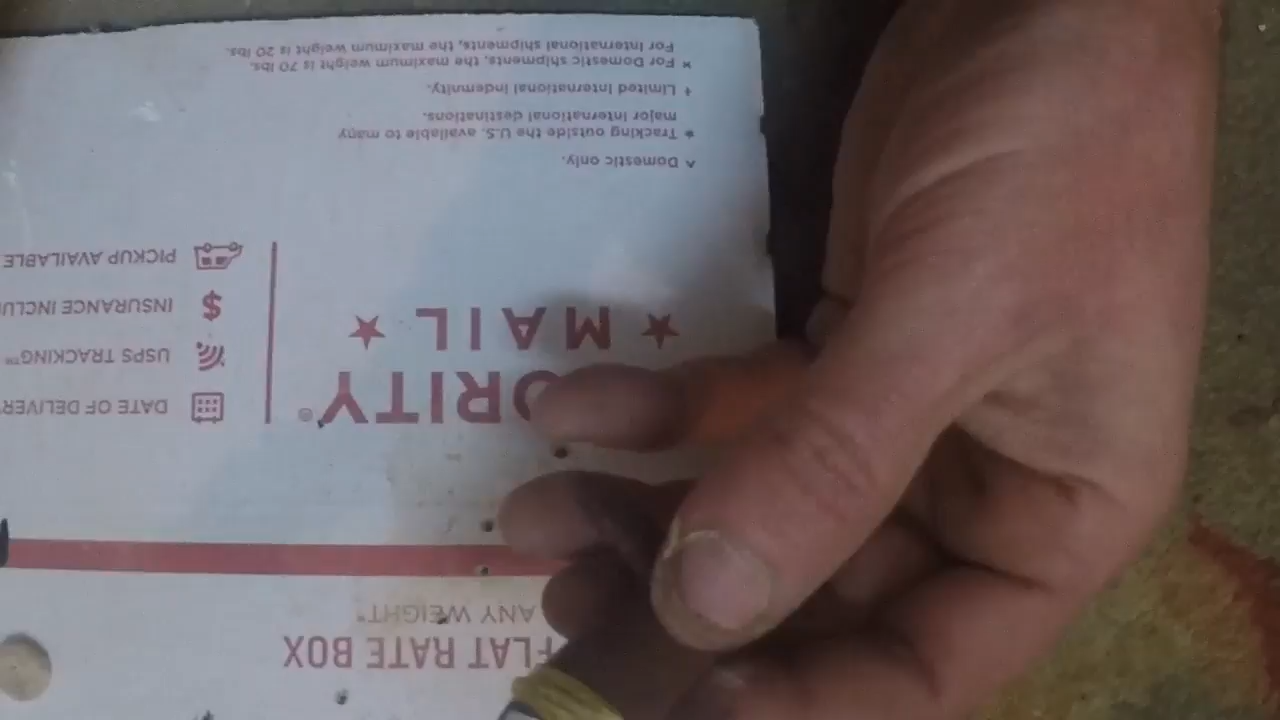 FLAT RATE BOX
ANY WEIGHT*
ORITY®
★ MAIL ★
DATE OF DELIVER
USPS TRACKING™
$ INSURANCE INCLU
PICKUP AVAILABLE
^ Domestic only.
* Tracking outside the U.S. available to many
major international destinations.
+ Limited international indemnity.
× For Domestic shipments, the maximum weight is 70 lbs.
For International shipments, the maximum weight is 20 lbs.